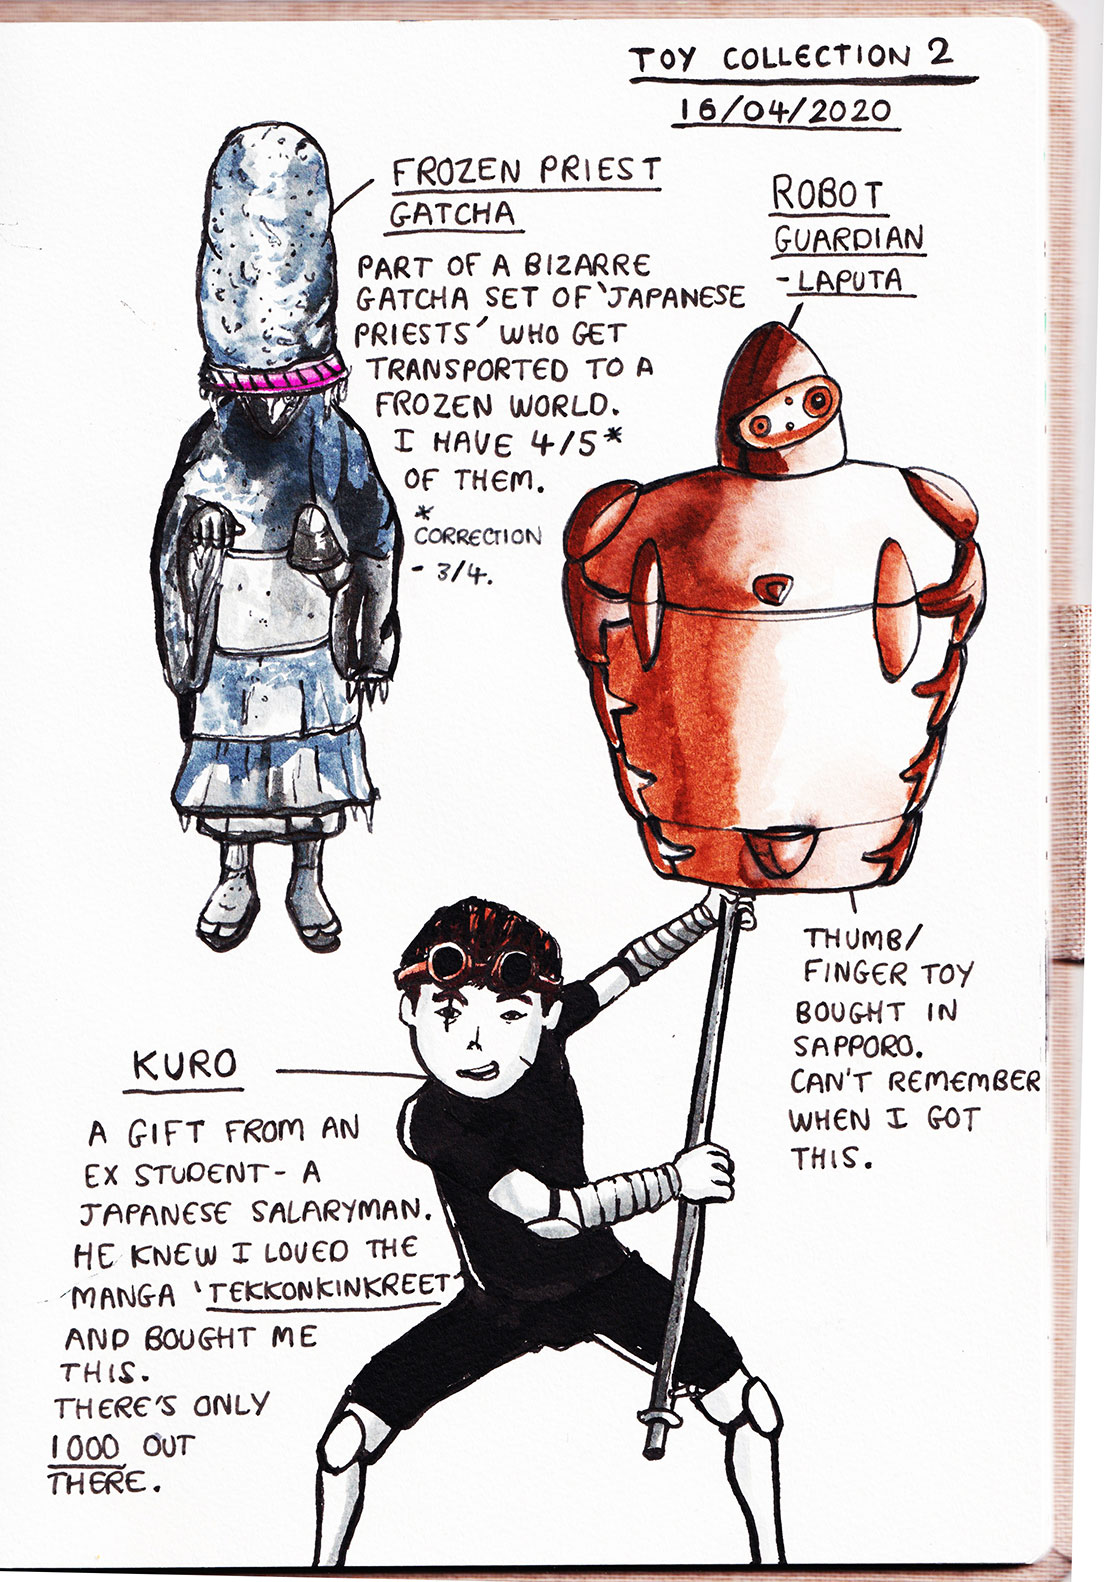 TOY COLLECTION 2
16/04/2020
FROZEN PRIEST
GATCHA
PART OF A BIZARRE
GATCHA SET OF 'JAPANESE
PRIESTS' WHO GET
TRANSPORTED TO A
FROZEN WORLD.
I HAVE 4/5*
OF THEM.
*
CORRECTION
- 3/4.
ROBOT
GUARDIAN
- LAPUTA
THUMB/
FINGER TOY
BOUGHT IN
SAPPORO.
CAN'T REMEMBER
WHEN I GOT
THIS.
KURO
A GIFT FROM AN
EX STUDENT - A
JAPANESE SALARYMAN.
HE KNEW I LOVED THE
MANGA 'TEKKONKINKREET'
AND BOUGHT ME
THIS.
THERE'S ONLY
1000 OUT
THERE.